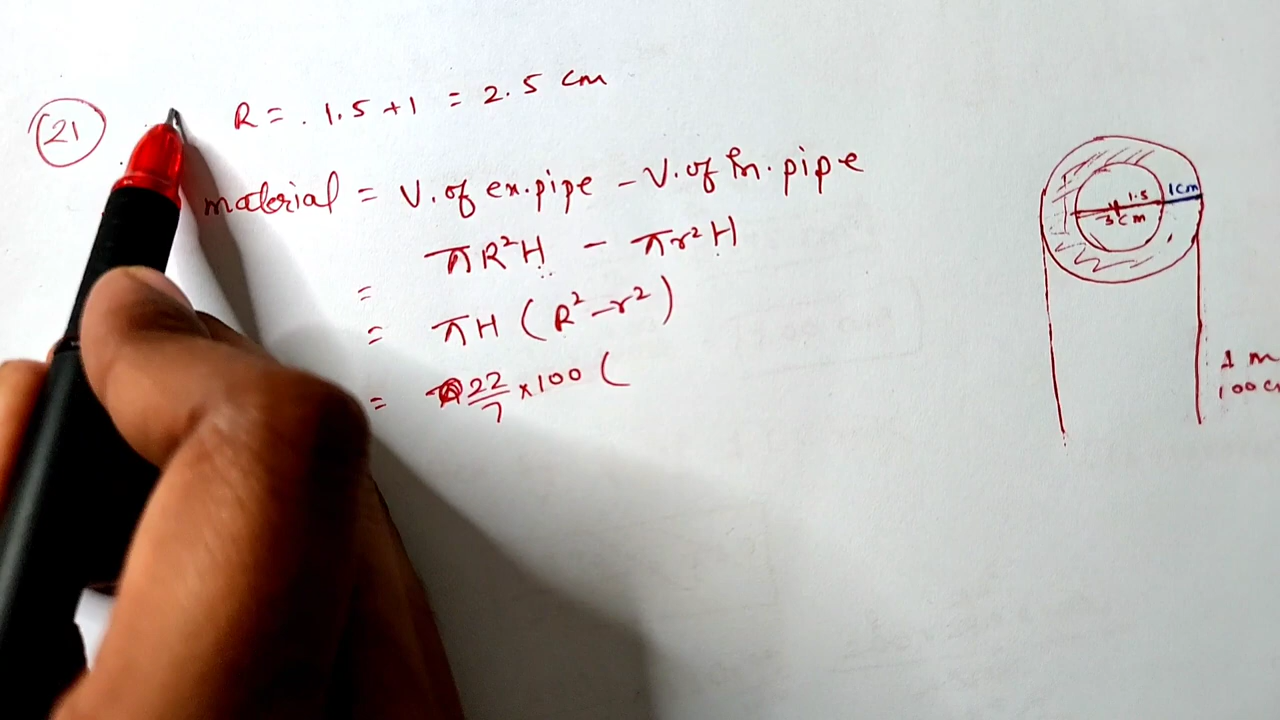 21
R = . 1.5 + 1 = 2.5 cm
material = V. of ex. pipe – V. of in. pipe
= πR²H – πr²H
= πH (R² – r²)
= 22/7 × 100 (
1.5
1cm
3cm
1 m
100